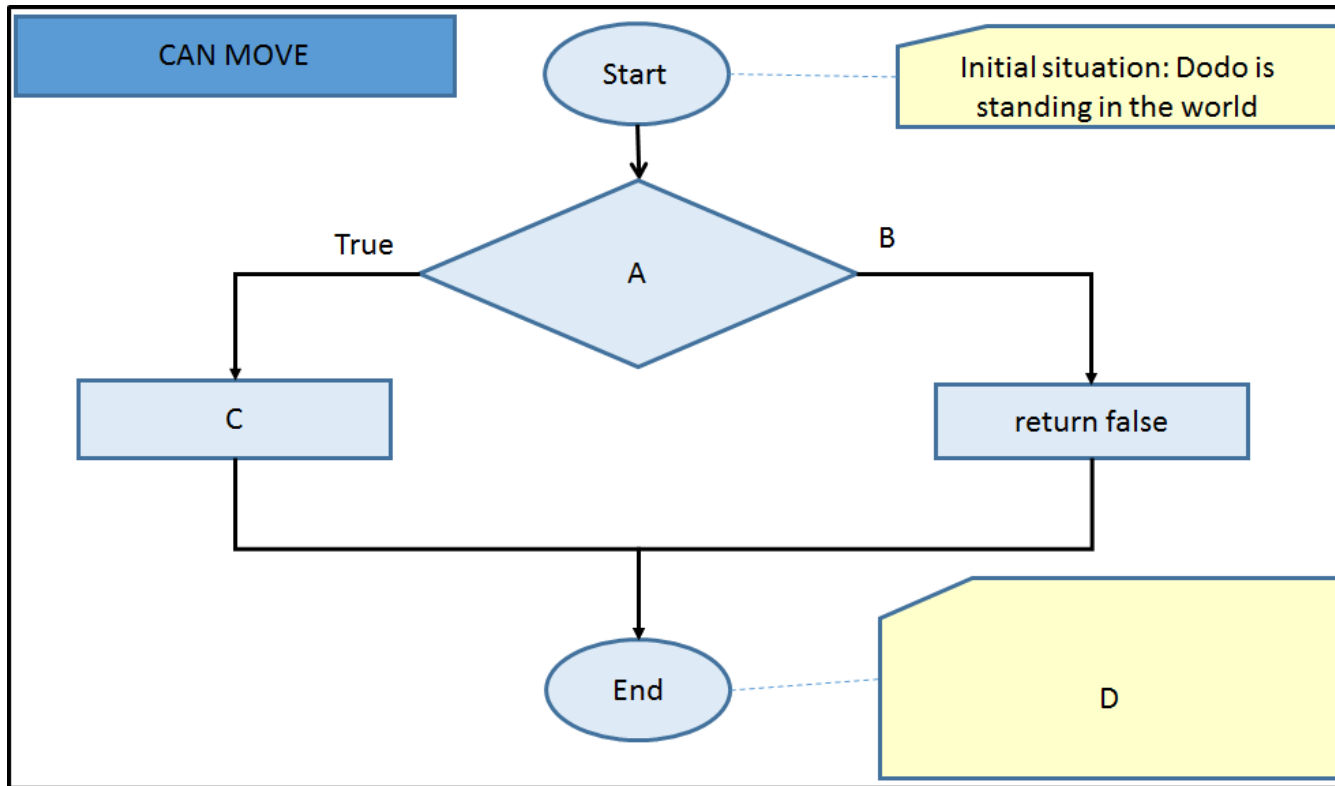 CAN MOVE
Start
Initial situation: Dodo is
standing in the world
True
B
A
C
return false
End
D